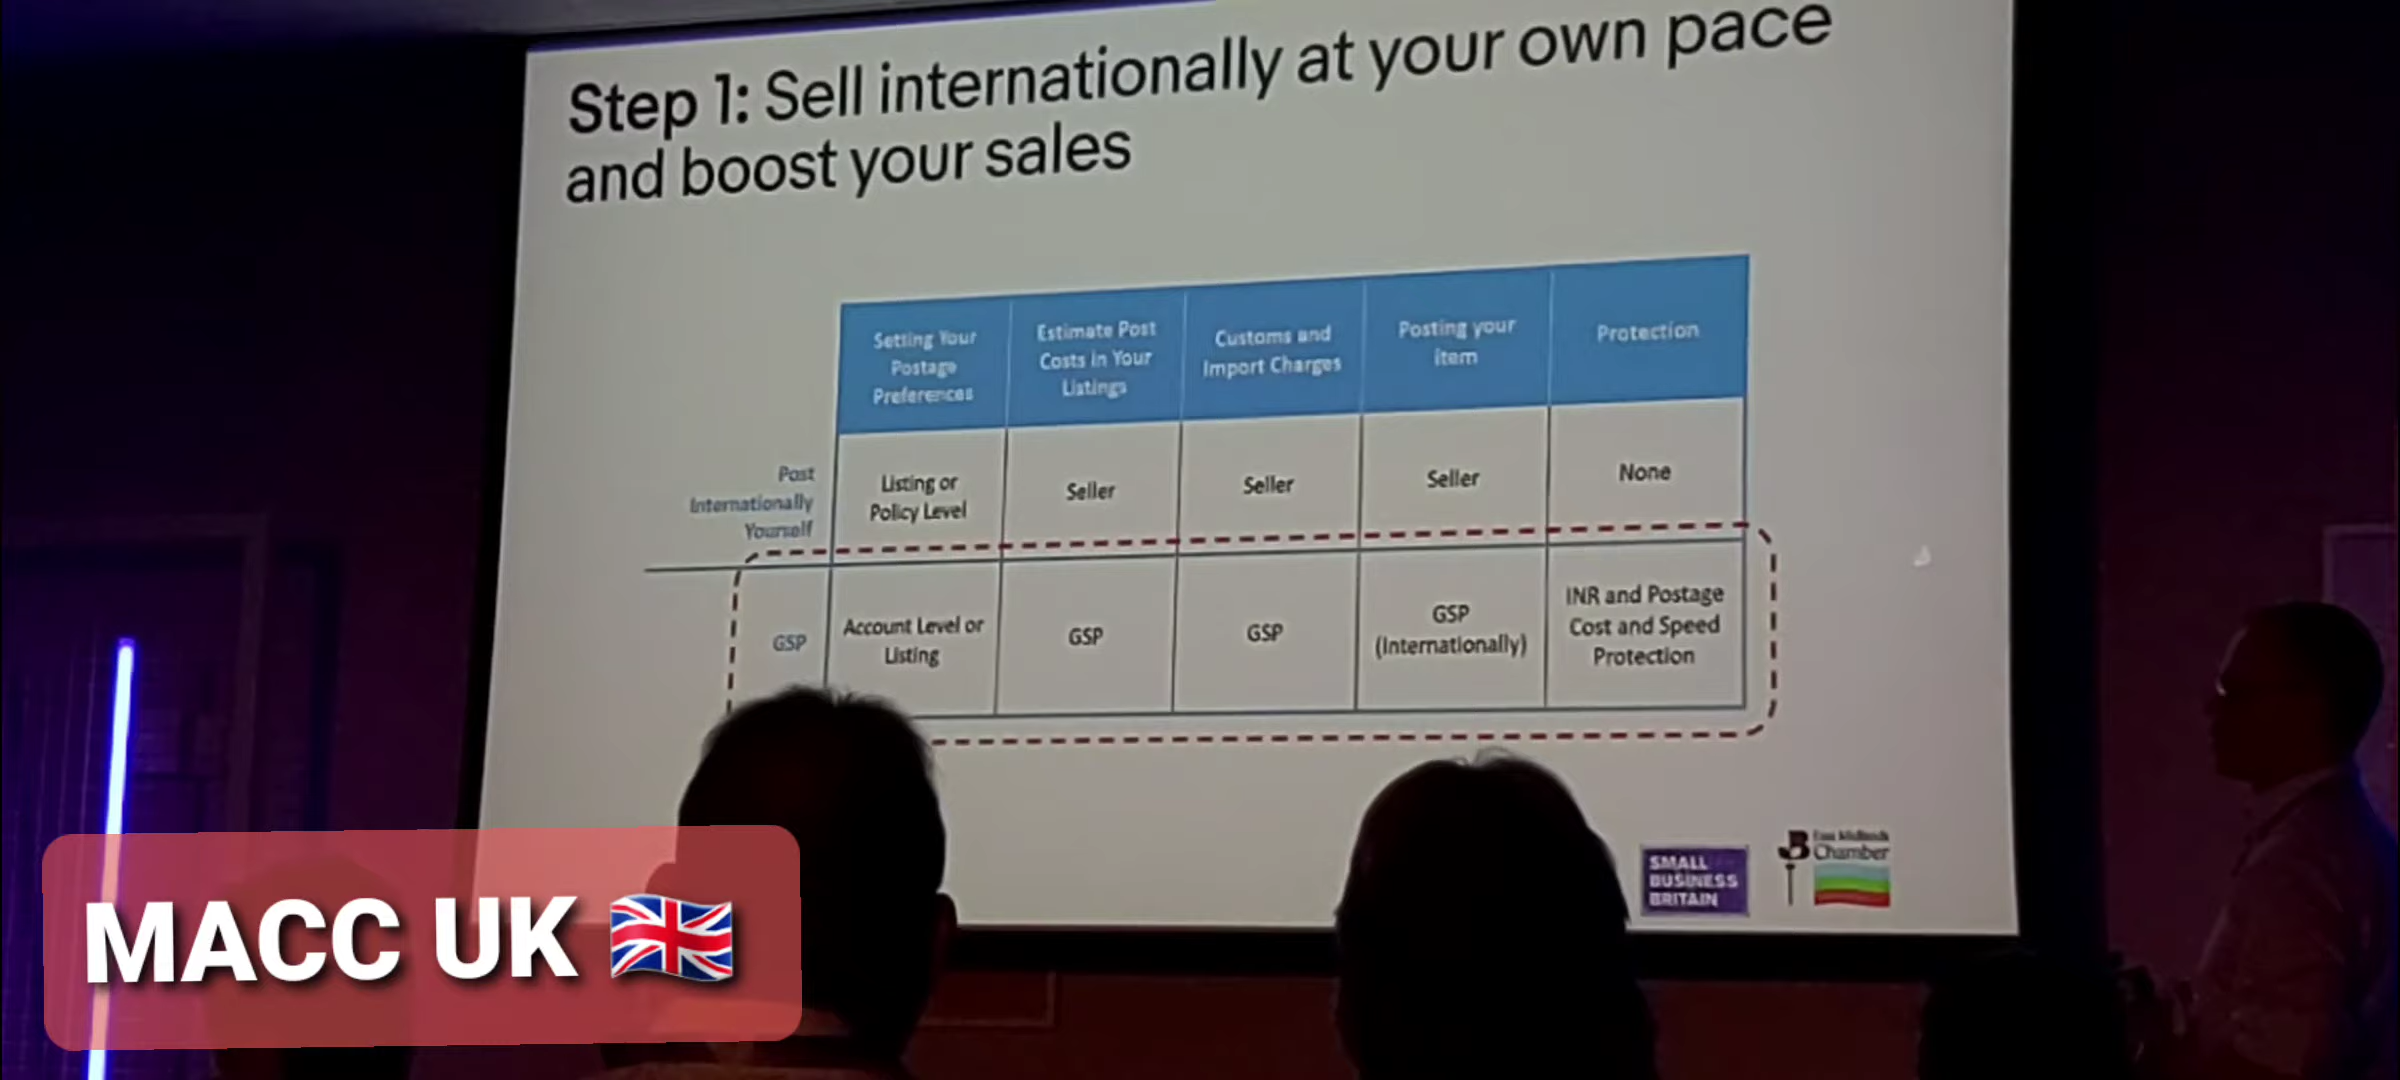 Step 1: Sell internationally at your own pace
and boost your sales
Setting Your
Postage
Preferences
Estimate Post
Costs in Your
Listings
Customs and
Import Charges
Posting your
item
Protection
Post
Internationally
Yourself
Listing or
Policy Level
Seller
Seller
Seller
None
GSP
Account Level or
Listing
GSP
GSP
GSP
(Internationally)
INR and Postage
Cost and Speed
Protection
SMALL
BUSINESS
BRITAIN
East Midlands
Chamber
MACC UK 🇬🇧